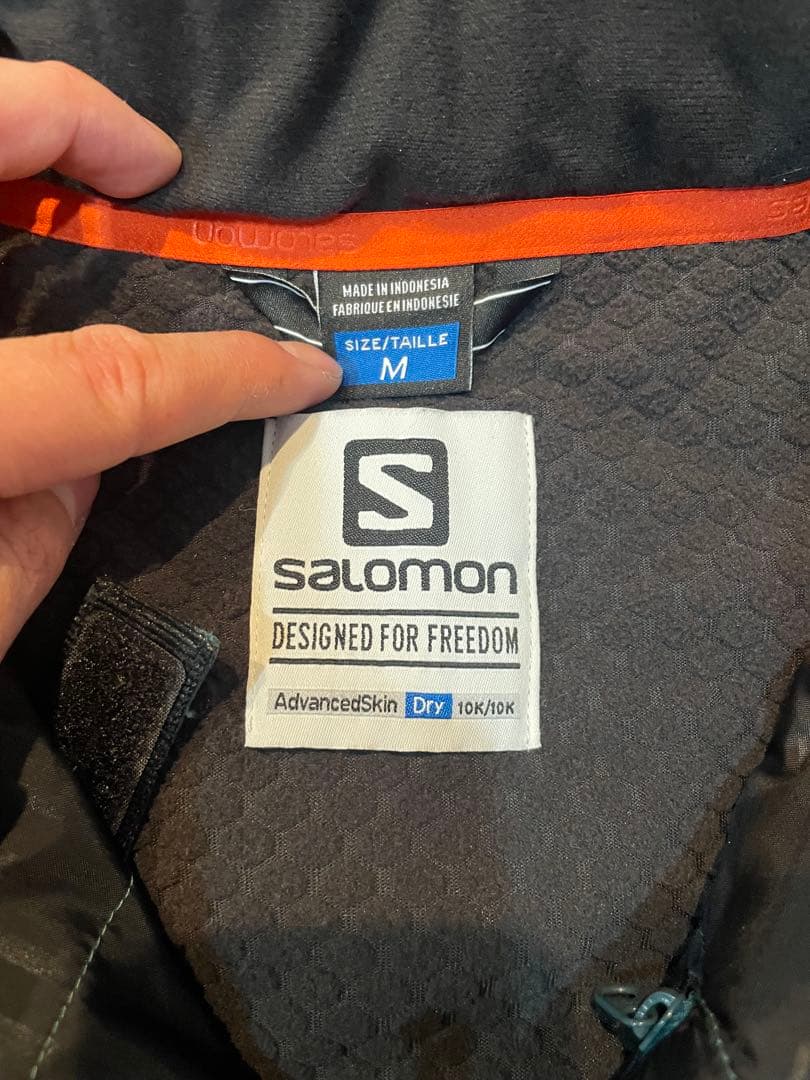 salomon
MADE IN INDONESIA
FABRIQUE EN INDONESIE
SIZE/TAILLE
M
S
salomon
DESIGNED FOR FREEDOM
AdvancedSkin Dry 10K/10K